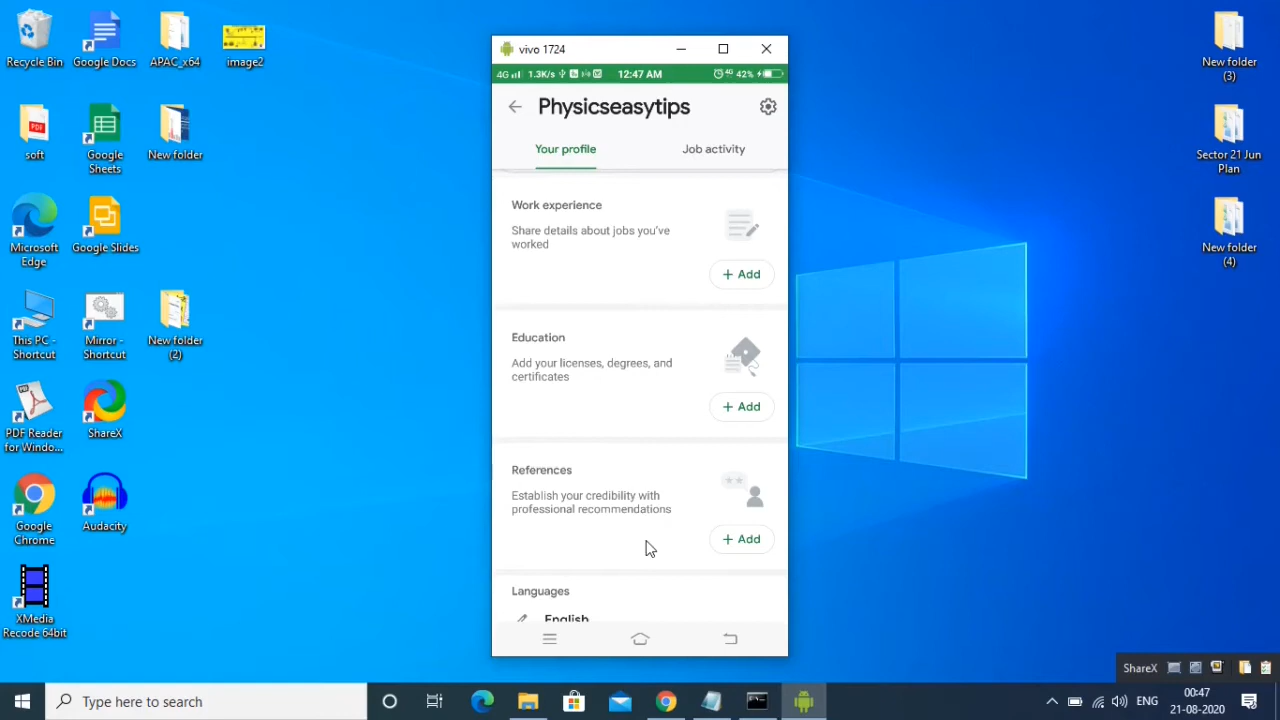 Recycle Bin
Google Docs
APAC_x64
image2
soft
Google
Sheets
New folder
Microsoft
Edge
Google Slides
This PC -
Shortcut
Mirror -
Shortcut
New folder
(2)
PDF Reader
for Windo...
ShareX
Google
Chrome
Audacity
XMedia
Recode 64bit
vivo 1724
4G 1.3K/s 12:47 AM 4G 42%
Physicseasytips
Your profile
Job activity
Work experience
Share details about jobs you've
worked
+ Add
Education
Add your licenses, degrees, and
certificates
+ Add
References
Establish your credibility with
professional recommendations
+ Add
Languages
English
New folder
(3)
Sector 21 Jun
Plan
New folder
(4)
ShareX
Type here to search
ENG
00:47
21-08-2020